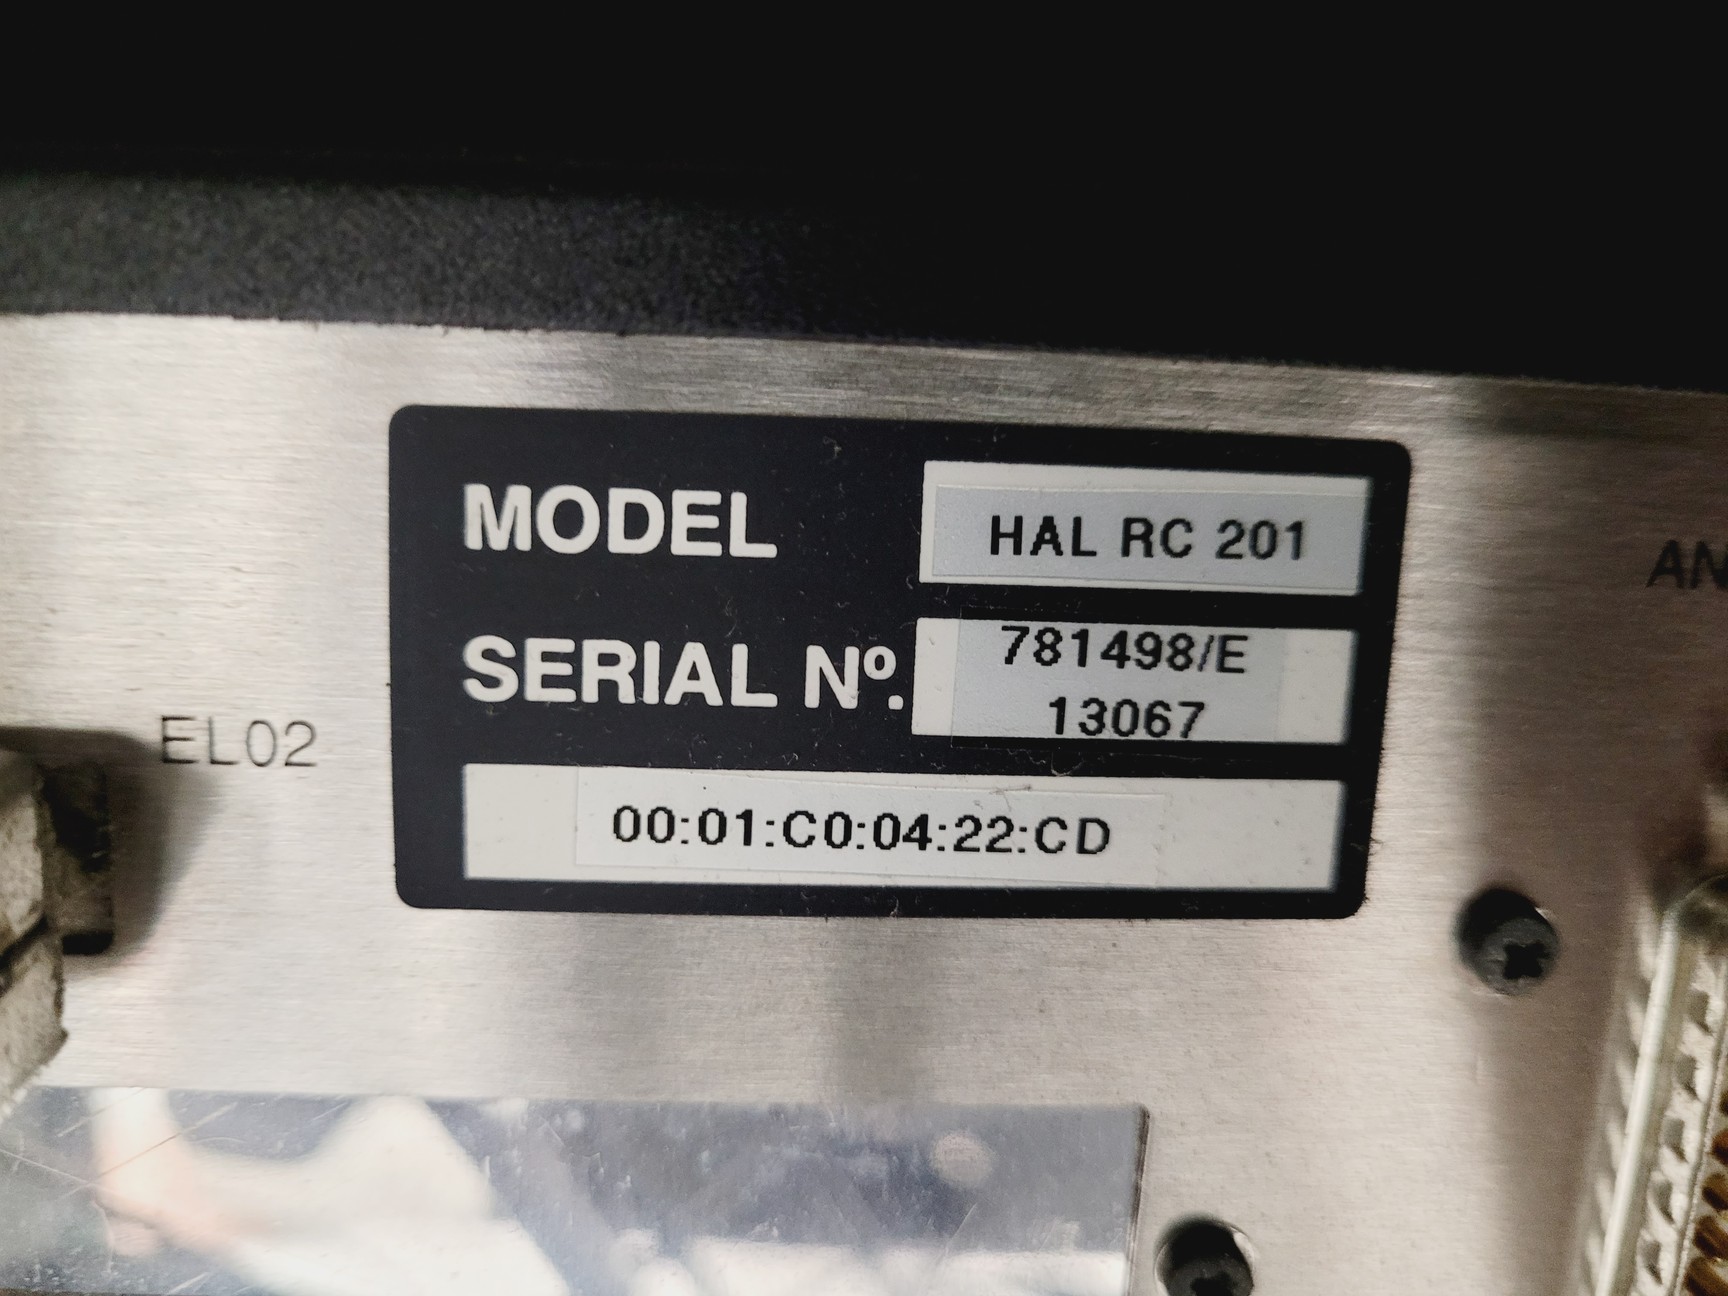 MODEL HAL RC 201
SERIAL Nº. 781498/E
13067
EL02
00:01:C0:04:22:CD